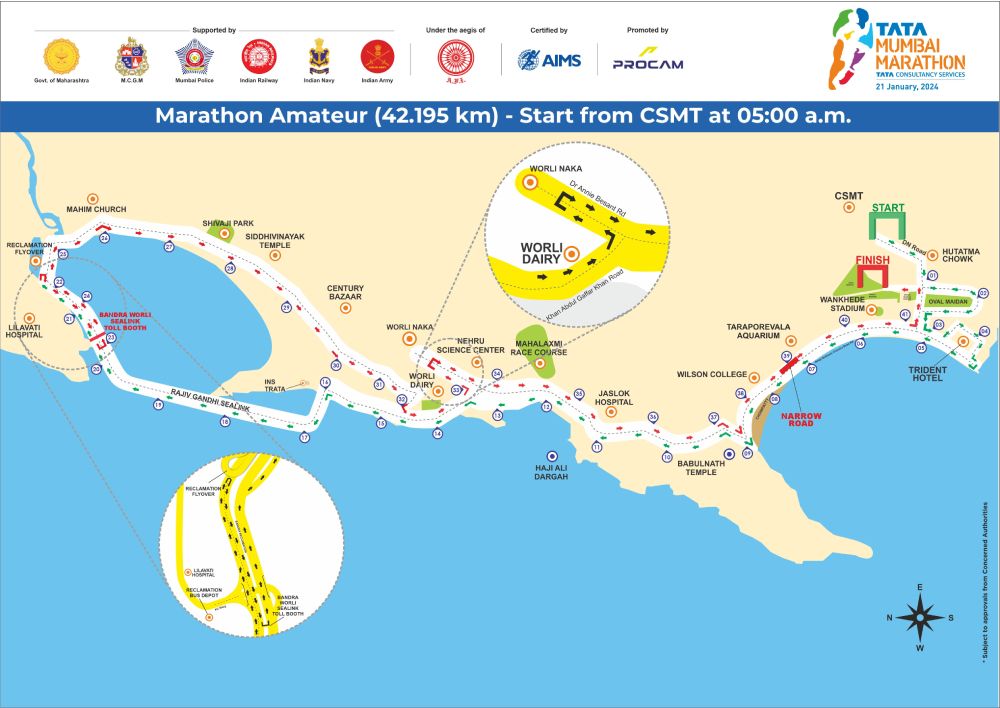 Supported by
Under the aegis of
Certified by
Promoted by
Govt. of Maharashtra
M.C.G.M
Mumbai Police
Indian Railway
Indian Navy
Indian Army
AIMS
PROCAM
TATA
MUMBAI
MARATHON
TATA CONSULTANCY SERVICES
21 January, 2024
Marathon Amateur (42.195 km) - Start from CSMT at 05:00 a.m.
WORLI NAKA
Dr Annie Besard Rd
WORLI
DAIRY
Khan Abdul Gaffar Khan Road
MAHIM CHURCH
SHIVAJI PARK
SIDDHIVINAYAK
TEMPLE
RECLAMATION
FLYOVER
LILAVATI
HOSPITAL
BANDRA WORLI
SEALINK
TOLL BOOTH
CENTURY
BAZAAR
WORLI NAKA
NEHRU
SCIENCE CENTER
WORLI
DAIRY
MAHALAXMI
RACE COURSE
INS
TRATA
RAJIV GANDHI SEALINK
JASLOK
HOSPITAL
HAJI ALI
DARGAH
BABULNATH
TEMPLE
WILSON COLLEGE
TARAPOREVALA
AQUARIUM
NARROW
ROAD
CHOWPATTY
CSMT
START
DN Road
HUTATMA
CHOWK
FINISH
WANKHEDE
STADIUM
OVAL MAIDAN
TRIDENT
HOTEL
01
02
03
04
05
06
07
08
09
10
11
12
13
14
15
16
17
18
19
20
21
22
23
24
25
26
27
28
29
30
31
32
33
34
35
36
37
38
39
40
41
RECLAMATION
FLYOVER
LILAVATI
HOSPITAL
RECLAMATION
BUS DEPOT
BANDRA
WORLI
SEALINK
TOLL BOOTH
E
N
S
W
* Subject to approvals from Concerned Authorities